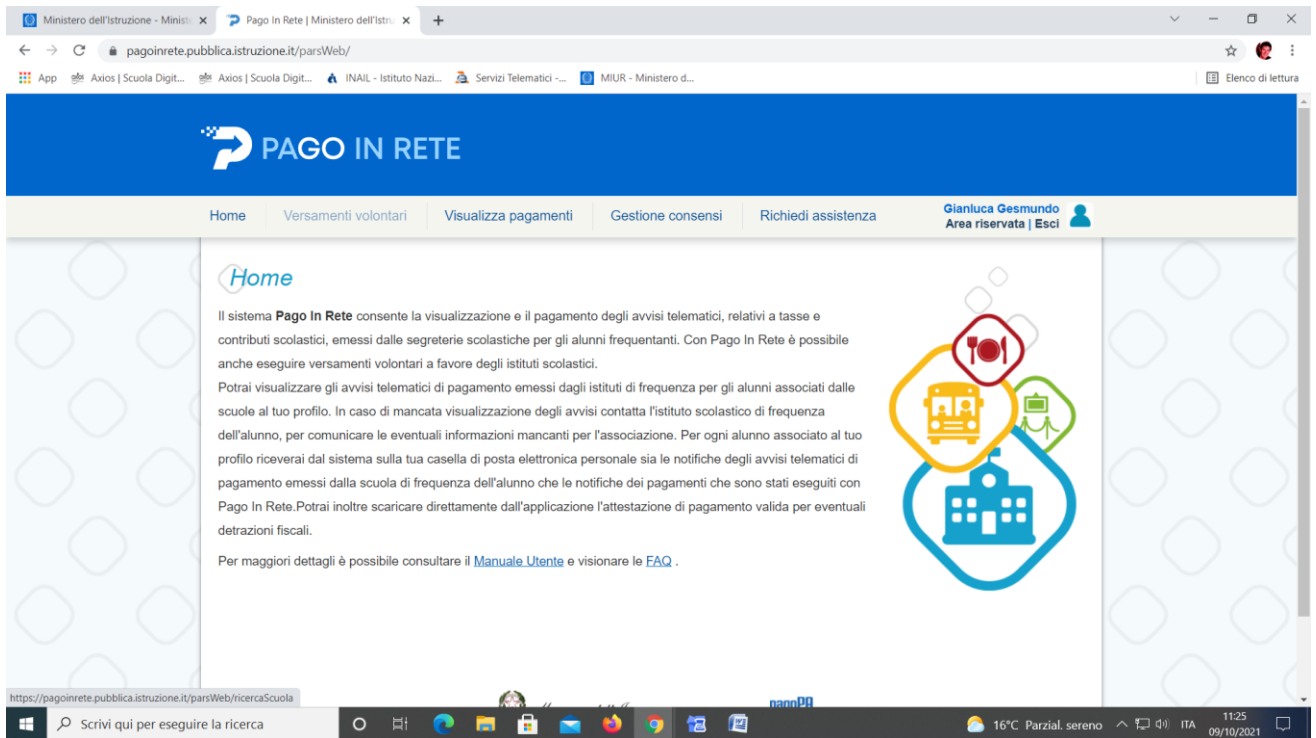 Ministero dell'Istruzione - Ministe
Pago In Rete | Ministero dell'Istru
pagoinrete.pubblica.istruzione.it/parsWeb/
App
Axios | Scuola Digit...
Axios | Scuola Digit...
INAIL - Istituto Nazi...
Servizi Telematici -...
MIUR - Ministero d...
Elenco di lettura
PAGO IN RETE
Home
Versamenti volontari
Visualizza pagamenti
Gestione consensi
Richiedi assistenza
Gianluca Gesmundo
Area riservata | Esci
Home
Il sistema Pago In Rete consente la visualizzazione e il pagamento degli avvisi telematici, relativi a tasse e
contributi scolastici, emessi dalle segreterie scolastiche per gli alunni frequentanti. Con Pago In Rete è possibile
anche eseguire versamenti volontari a favore degli istituti scolastici.
Potrai visualizzare gli avvisi telematici di pagamento emessi dagli istituti di frequenza per gli alunni associati dalle
scuole al tuo profilo. In caso di mancata visualizzazione degli avvisi contatta l'istituto scolastico di frequenza
dell'alunno, per comunicare le eventuali informazioni mancanti per l'associazione. Per ogni alunno associato al tuo
profilo riceverai dal sistema sulla tua casella di posta elettronica personale sia le notifiche degli avvisi telematici di
pagamento emessi dalla scuola di frequenza dell'alunno che le notifiche dei pagamenti che sono stati eseguiti con
Pago In Rete.Potrai inoltre scaricare direttamente dall'applicazione l'attestazione di pagamento valida per eventuali
detrazioni fiscali.
Per maggiori dettagli è possibile consultare il Manuale Utente e visionare le FAQ .
https://pagoinrete.pubblica.istruzione.it/parsWeb/ricercaScuola
pagoPA
Scrivi qui per eseguire la ricerca
16°C Parzial. sereno
ITA
11:25
09/10/2021